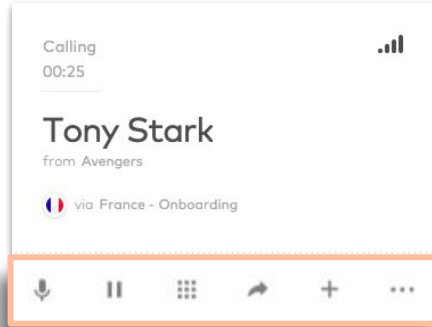 Calling
00:25
Tony Stark
from Avengers
via France - Onboarding